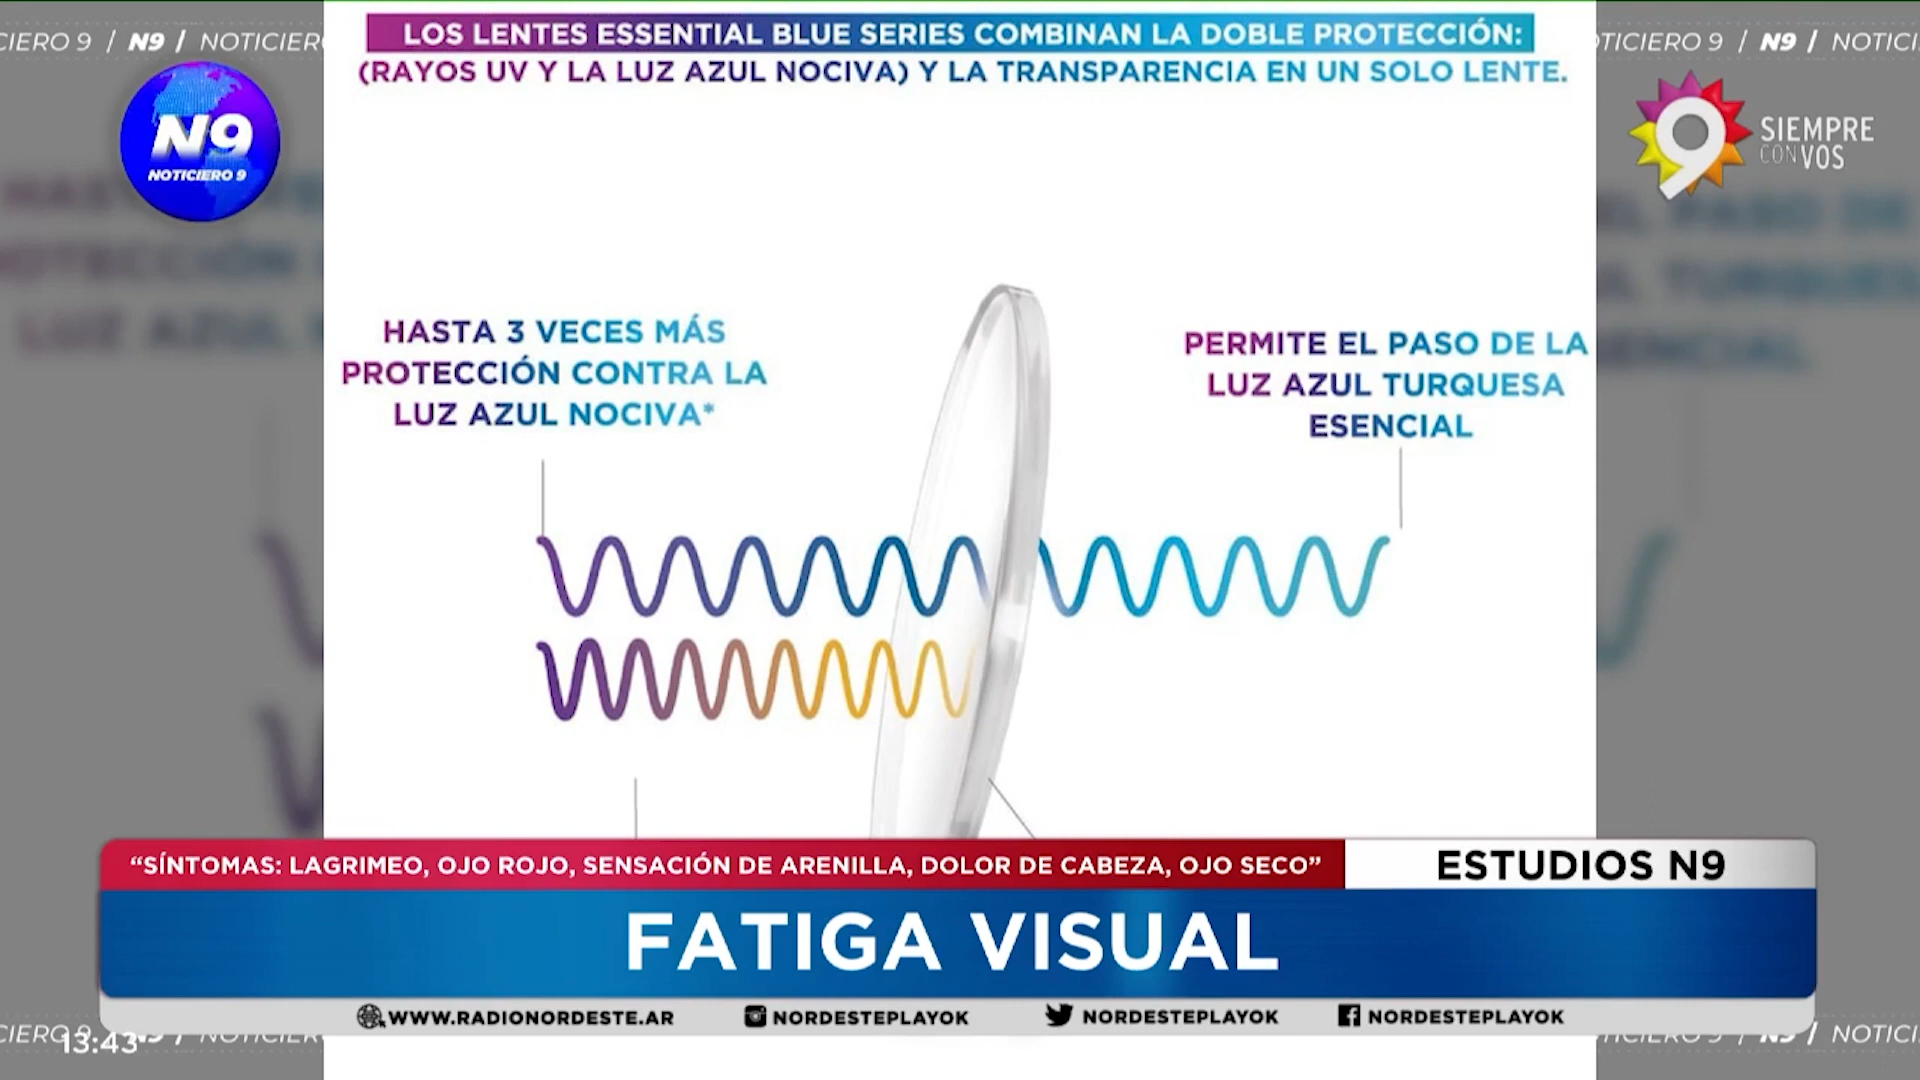 LOS LENTES ESSENTIAL BLUE SERIES COMBINAN LA DOBLE PROTECCIÓN:
(RAYOS UV Y LA LUZ AZUL NOCIVA) Y LA TRANSPARENCIA EN UN SOLO LENTE.
N9 / NOTICIER
NOTICIERO 9 / N9 / NOTICI
N9
NOTICIERO 9
9 SIEMPRE
CON VOS
HASTA 3 VECES MÁS
PROTECCIÓN CONTRA LA
LUZ AZUL NOCIVA*
PERMITE EL PASO DE LA
LUZ AZUL TURQUESA
ESENCIAL
“SÍNTOMAS: LAGRIMEO, OJO ROJO, SENSACIÓN DE ARENILLA, DOLOR DE CABEZA, OJO SECO”
ESTUDIOS N9
FATIGA VISUAL
WWW.RADIONORDESTE.AR
NORDESTEPLAYOK
NORDESTEPLAYOK
NORDESTEPLAYOK
13:43